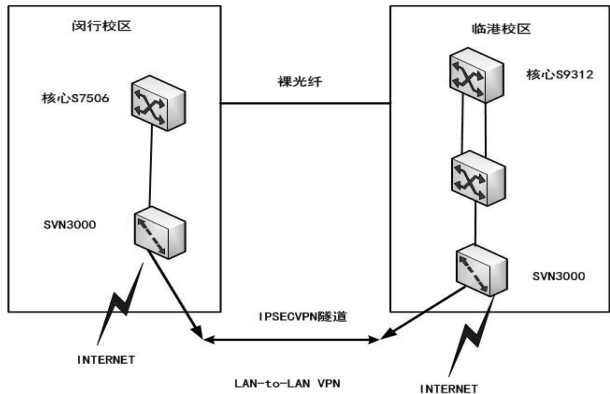 闵行校区
临港校区
核心S7506
裸光纤
核心S9312
SVN3000
SVN3000
IPSECVPN隧道
INTERNET
LAN-to-LAN VPN
INTERNET